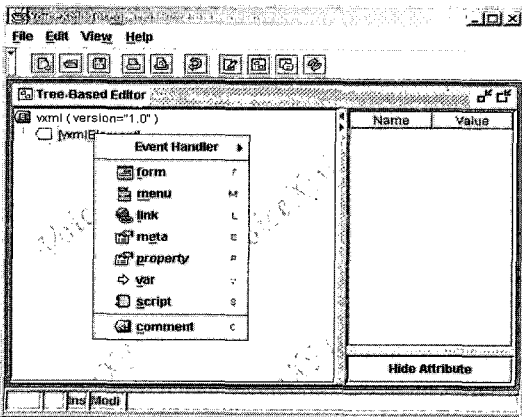 File Edit View Help
Tree-Based Editor
vxml ( version="1.0" )
Name Value
Event Handler
form F
menu M
link L
meta E
property P
var V
script S
comment C
Hide Attribute
Ins Modi